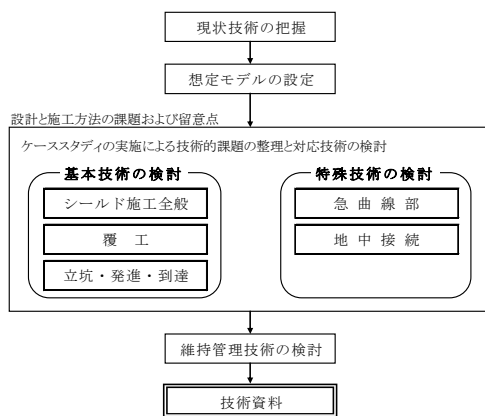 現状技術の把握
想定モデルの設定
設計と施工方法の課題および留意点
ケーススタディの実施による技術的課題の整理と対応技術の検討
基本技術の検討
シールド施工全般
覆　工
立坑・発進・到達
特殊技術の検討
急 曲 線 部
地 中 接 続
維持管理技術の検討
技術資料